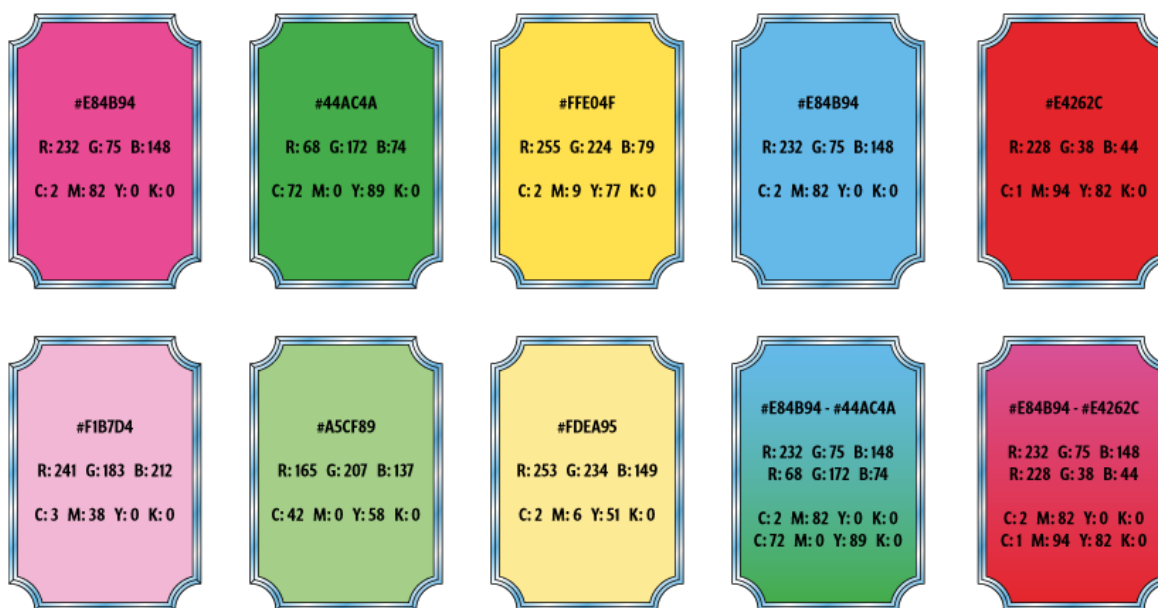 #E84B94
R: 232 G: 75 B: 148
C: 2 M: 82 Y: 0 K: 0
#44AC4A
R: 68 G: 172 B: 74
C: 72 M: 0 Y: 89 K: 0
#FFE04F
R: 255 G: 224 B: 79
C: 2 M: 9 Y: 77 K: 0
#E84B94
R: 232 G: 75 B: 148
C: 2 M: 82 Y: 0 K: 0
#E4262C
R: 228 G: 38 B: 44
C: 1 M: 94 Y: 82 K: 0
#F1B7D4
R: 241 G: 183 B: 212
C: 3 M: 38 Y: 0 K: 0
#A5CF89
R: 165 G: 207 B: 137
C: 42 M: 0 Y: 58 K: 0
#FDEA95
R: 253 G: 234 B: 149
C: 2 M: 6 Y: 51 K: 0
#E84B94 - #44AC4A
R: 232 G: 75 B: 148
R: 68 G: 172 B: 74
C: 2 M: 82 Y: 0 K: 0
C: 72 M: 0 Y: 89 K: 0
#E84B94 - #E4262C
R: 232 G: 75 B: 148
R: 228 G: 38 B: 44
C: 2 M: 82 Y: 0 K: 0
C: 1 M: 94 Y: 82 K: 0